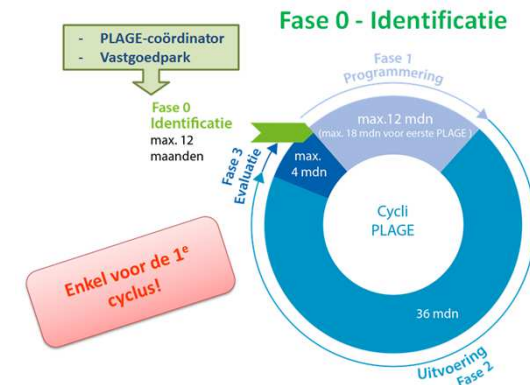 Fase 0 - Identificatie
- PLAGE-coördinator
- Vastgoedpark
Fase 0
Identificatie
max. 12
maanden
Fase 1
Programmering
max.12 mdn
(max. 18 mdn voor eerste PLAGE )
Fase 3
Evaluatie
max.
4 mdn
Cycli
PLAGE
Enkel voor de 1e
cyclus!
36 mdn
Uitvoering
Fase 2